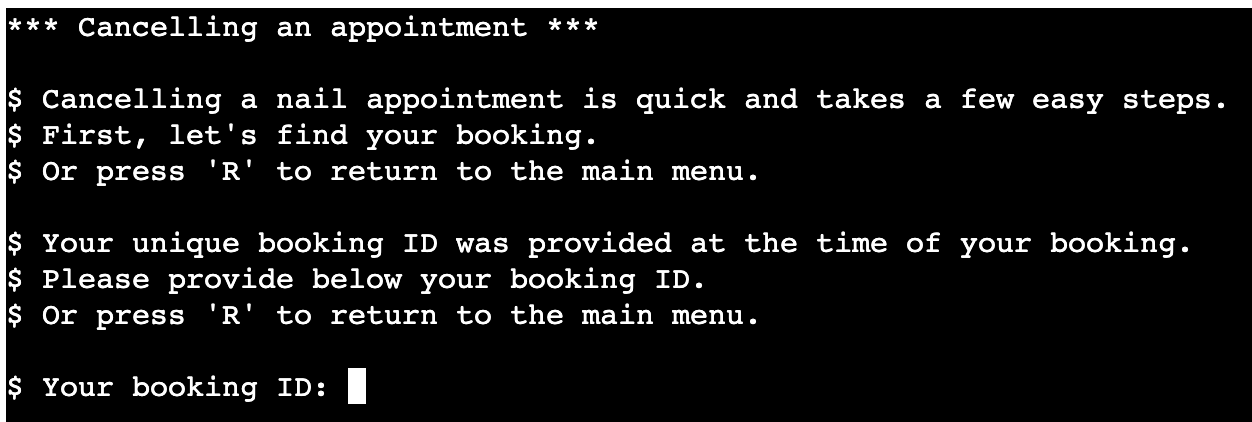 *** Cancelling an appointment ***
$ Cancelling a nail appointment is quick and takes a few easy steps.
$ First, let's find your booking.
$ Or press 'R' to return to the main menu.
$ Your unique booking ID was provided at the time of your booking.
$ Please provide below your booking ID.
$ Or press 'R' to return to the main menu.
$ Your booking ID: